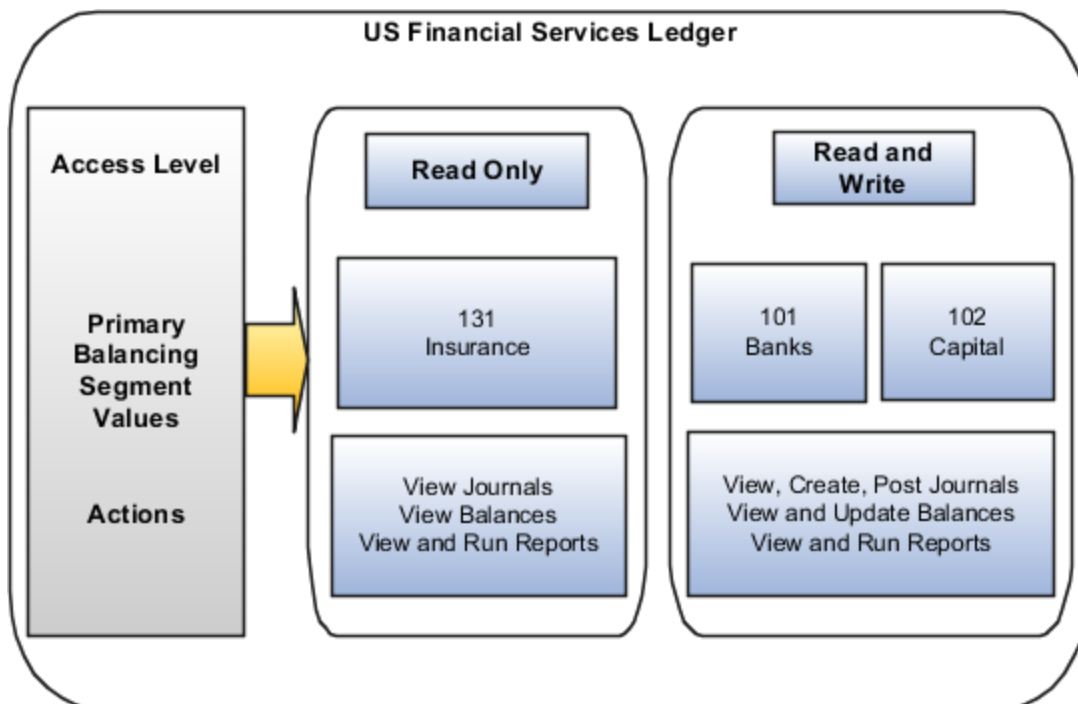 US Financial Services Ledger
Access Level
Primary
Balancing
Segment
Values
Actions
Read Only
131
Insurance
View Journals
View Balances
View and Run Reports
Read and
Write
101
Banks
102
Capital
View, Create, Post Journals
View and Update Balances
View and Run Reports